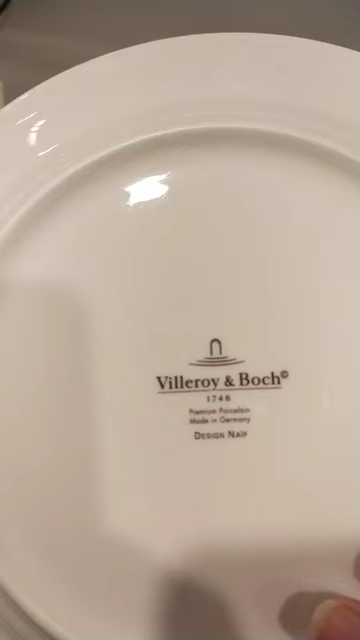 Villeroy & Boch©
1748
Premium Porcelain
Made in Germany
DESIGN NAIF